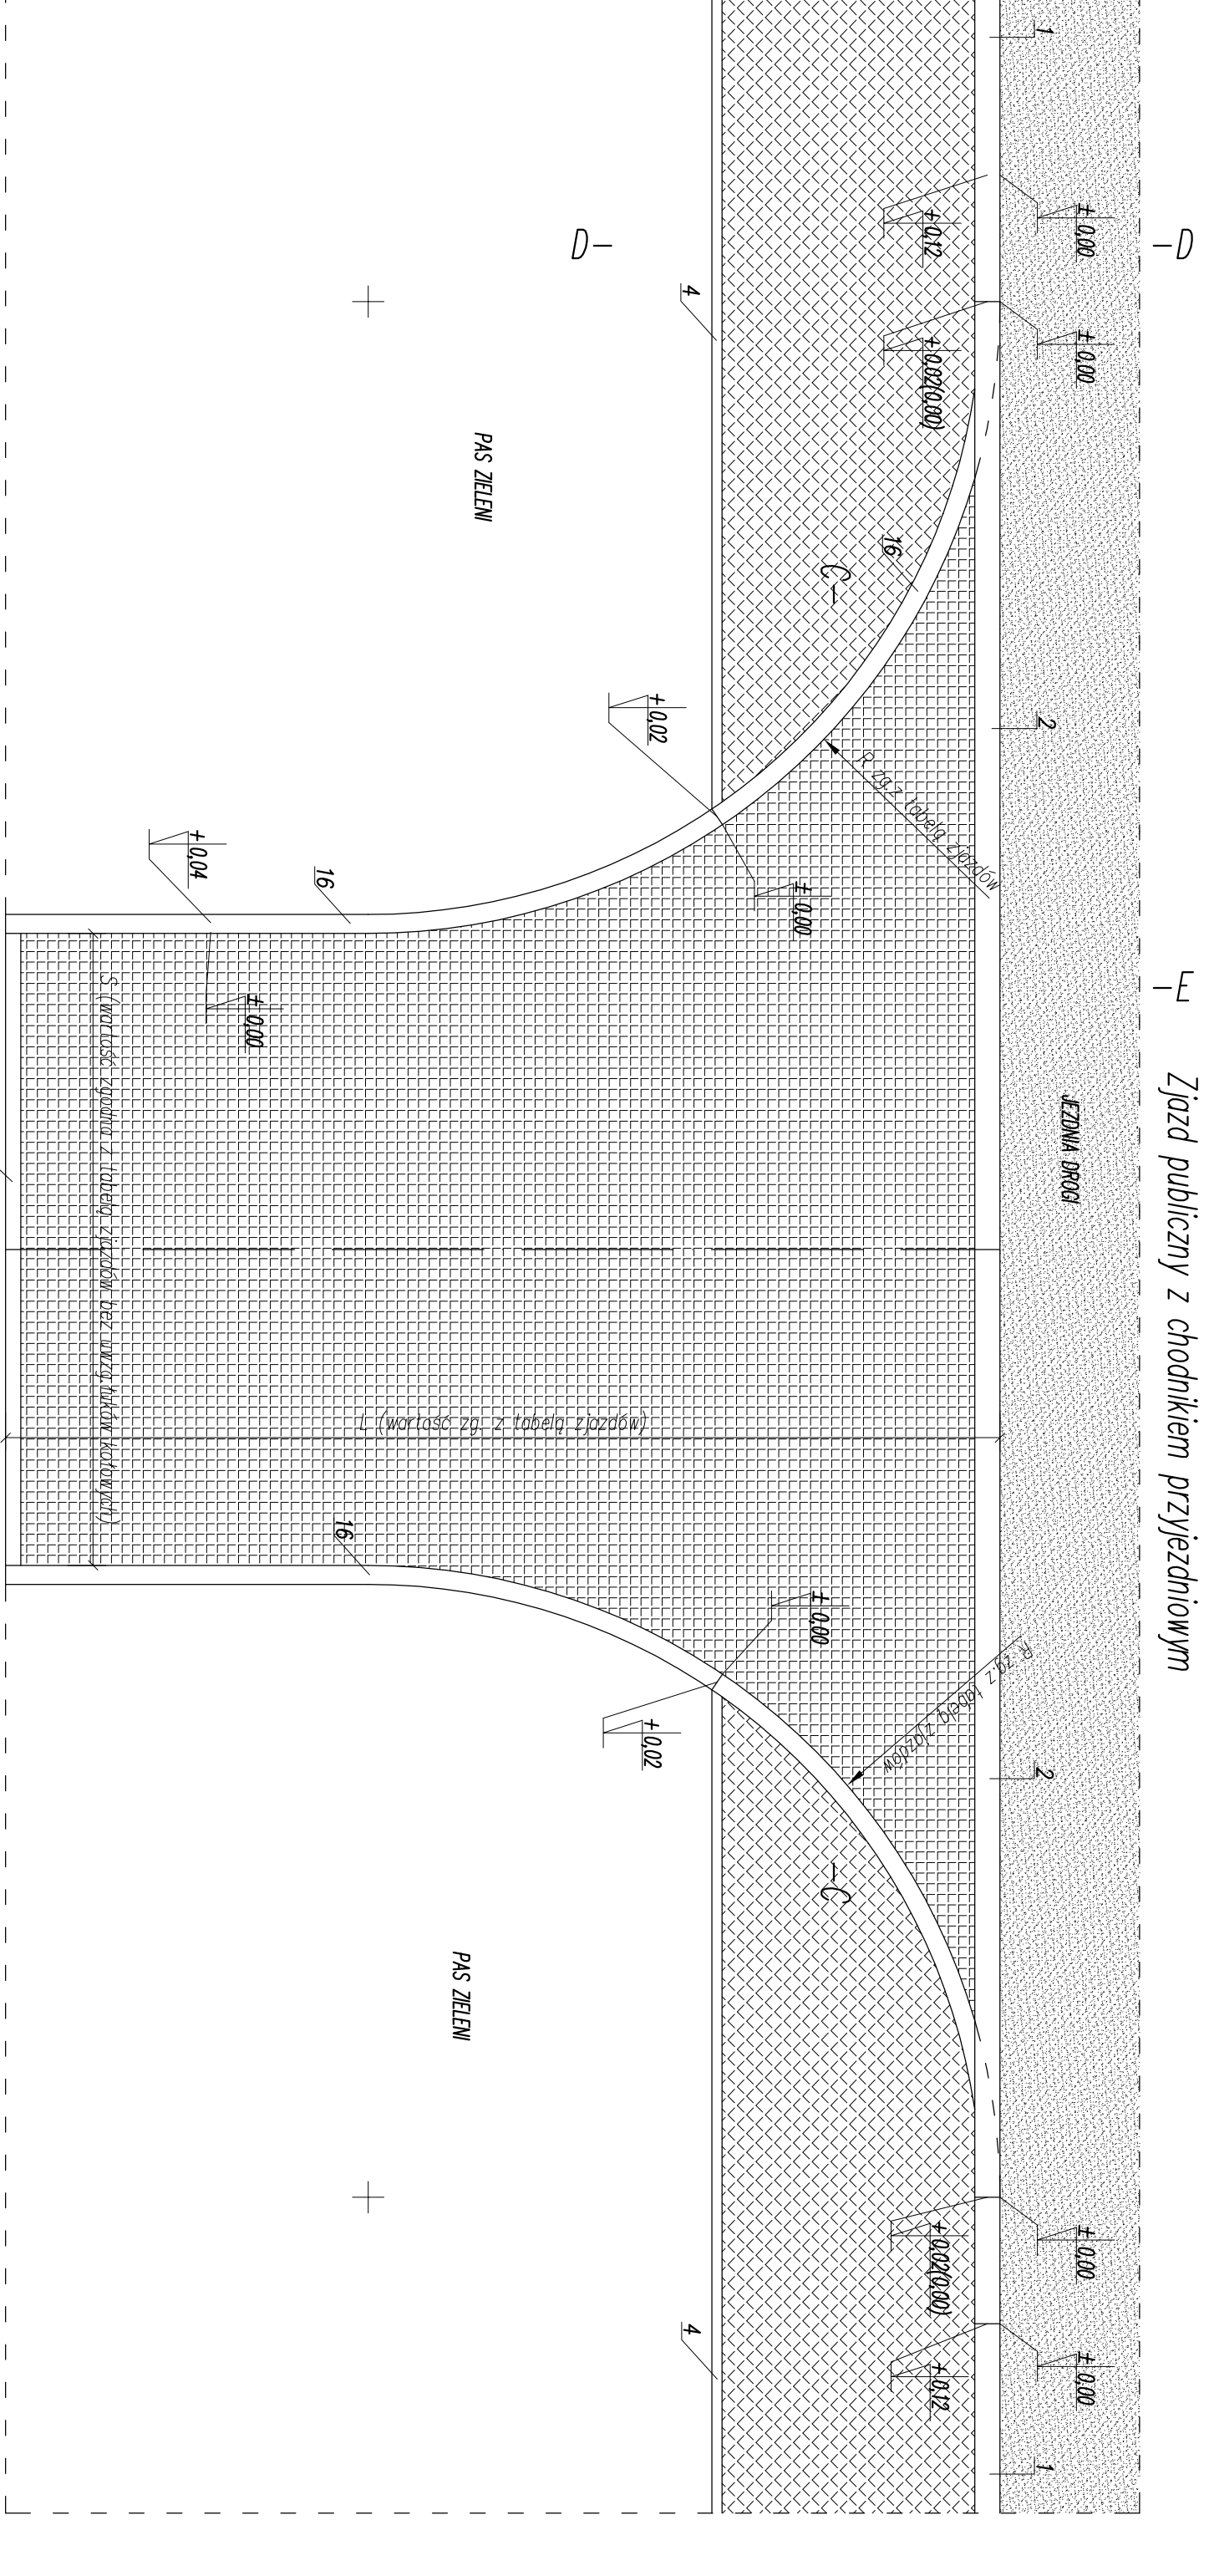 Zjazd publiczny z chodnikiem przyjezdniowym
-D
-E
JEZDNIA DROGI
1
± 0,00
± 0,00
2
2
± 0,00
± 0,00
1
+ 0,12
+ 0,02(0,00)
16
C-
R zg.z tabelą zjazdów
R zg.z tabelą zjazdów
-C
+ 0,02(0,00)
+ 0,12
± 0,00
± 0,00
D-
4
+ 0,02
+ 0,02
4
L (wartość zg. z tabelą zjazdów)
PAS ZIELENI
PAS ZIELENI
16
16
+ 0,04
± 0,00
S (wartość zgodna z tabelą zjazdów bez uwzg.łuków kołowych)